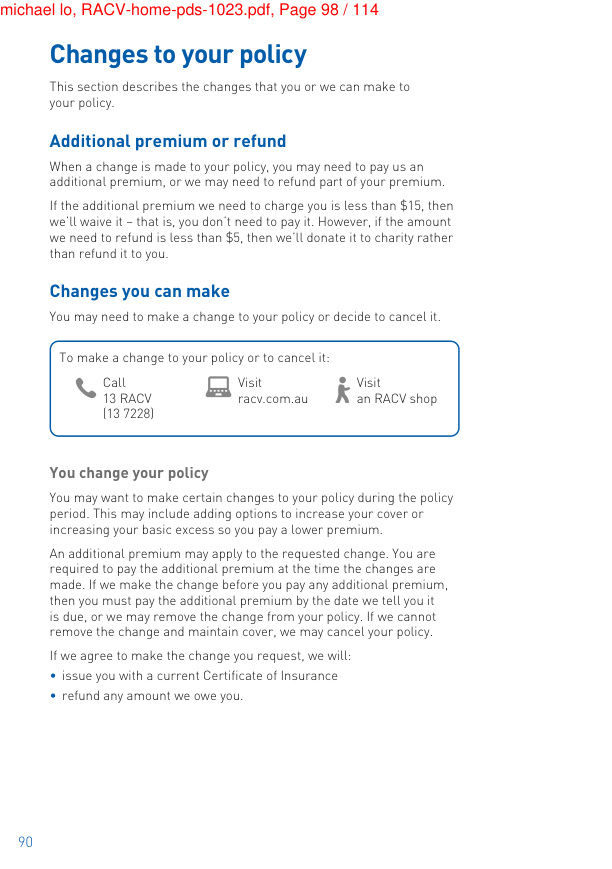 michael lo, RACV-home-pds-1023.pdf, Page 98 / 114
Changes to your policy
This section describes the changes that you or we can make to
your policy.
Additional premium or refund
When a change is made to your policy, you may need to pay us an
additional premium, or we may need to refund part of your premium.
If the additional premium we need to charge you is less than $15, then
we'll waive it – that is, you don't need to pay it. However, if the amount
we need to refund is less than $5, then we'll donate it to charity rather
than refund it to you.
Changes you can make
You may need to make a change to your policy or decide to cancel it.
To make a change to your policy or to cancel it:
Call
13 RACV
(13 7228)
Visit
racv.com.au
Visit
an RACV shop
You change your policy
You may want to make certain changes to your policy during the policy
period. This may include adding options to increase your cover or
increasing your basic excess so you pay a lower premium.
An additional premium may apply to the requested change. You are
required to pay the additional premium at the time the changes are
made. If we make the change before you pay any additional premium,
then you must pay the additional premium by the date we tell you it
is due, or we may remove the change from your policy. If we cannot
remove the change and maintain cover, we may cancel your policy.
If we agree to make the change you request, we will:
• issue you with a current Certificate of Insurance
• refund any amount we owe you.
90